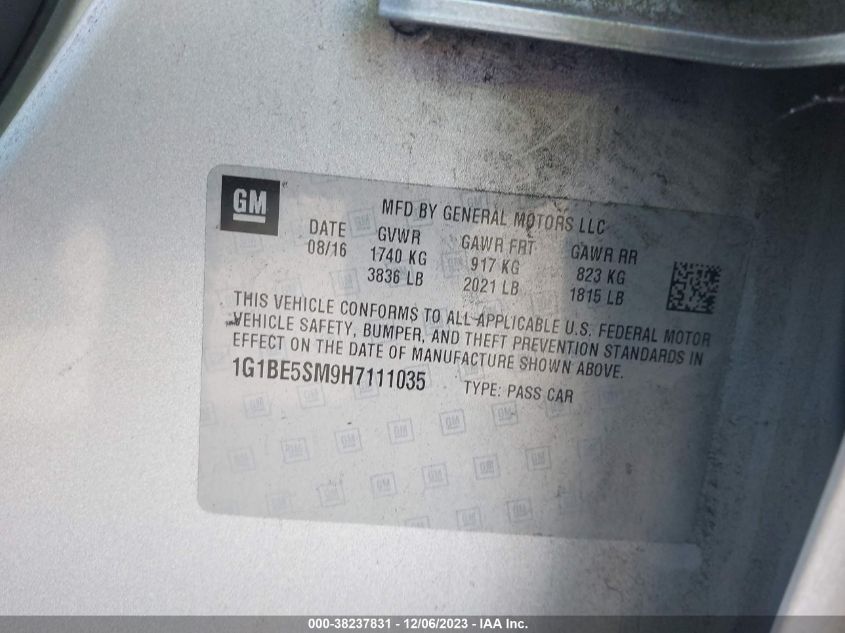 GM
MFD BY GENERAL MOTORS LLC
DATE GVWR GAWR FRT GAWR RR
08/16 1740 KG 917 KG 823 KG
3836 LB 2021 LB 1815 LB
THIS VEHICLE CONFORMS TO ALL APPLICABLE U.S. FEDERAL MOTOR
VEHICLE SAFETY, BUMPER, AND THEFT PREVENTION STANDARDS IN
EFFECT ON THE DATE OF MANUFACTURE SHOWN ABOVE.
1G1BE5SM9H7111035 TYPE: PASS CAR
000-38237831 - 12/06/2023 - IAA Inc.